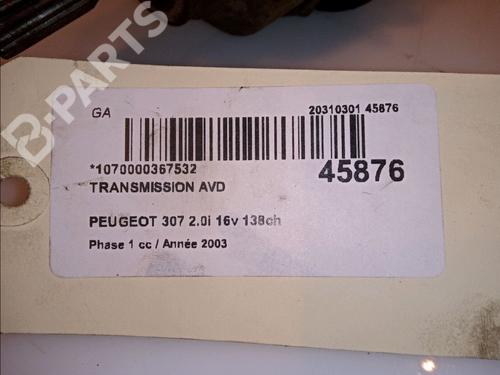 B-PARTS
GA
20310301 45876
*1070000367532
45876
TRANSMISSION AVD
PEUGEOT 307 2.0i 16v 138ch
Phase 1 cc / Année 2003